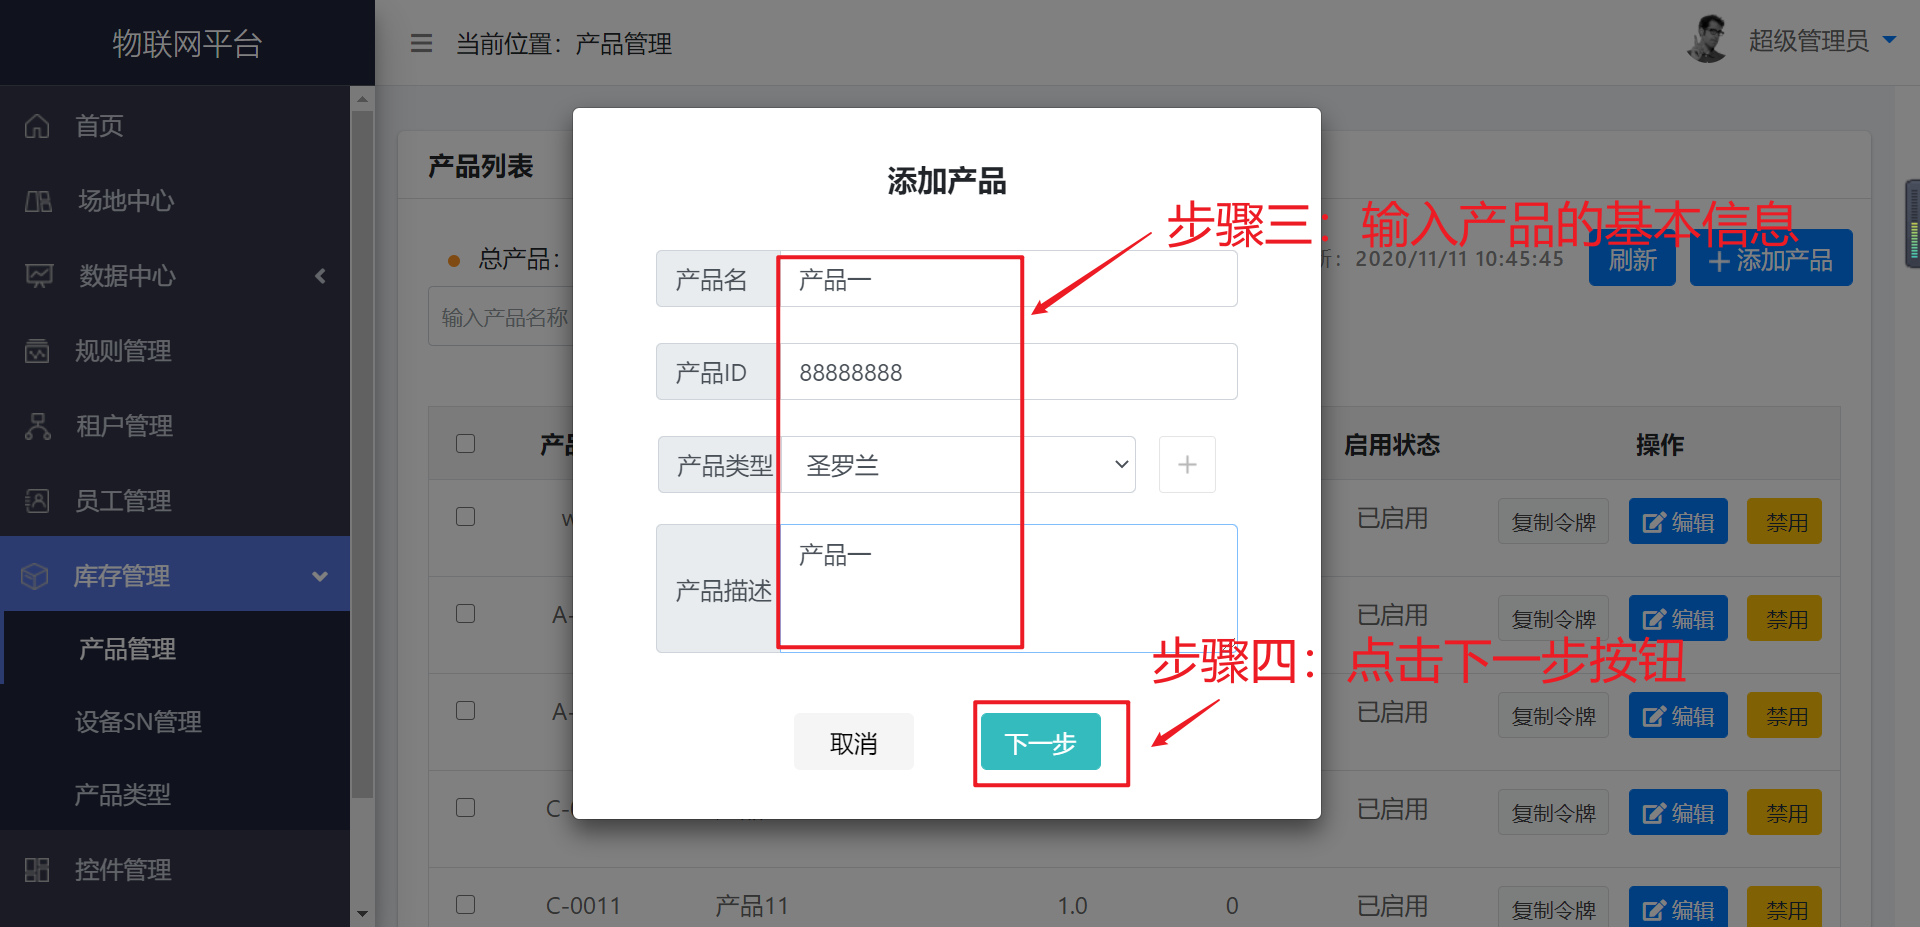 物联网平台
当前位置：产品管理
超级管理员
首页
场地中心
数据中心
规则管理
租户管理
员工管理
库存管理
产品管理
设备SN管理
产品类型
控件管理
产品列表
总产品：
2020/11/11 10:45:45
刷新
添加产品
输入产品名称
启用状态
操作
已启用
复制令牌
编辑
禁用
A-
已启用
复制令牌
编辑
禁用
A-
已启用
复制令牌
编辑
禁用
C-
已启用
复制令牌
编辑
禁用
C-0011
产品11
1.0
0
已启用
复制令牌
编辑
禁用
添加产品
步骤三：输入产品的基本信息
产品名
产品一
产品ID
88888888
产品类型
圣罗兰
产品描述
产品一
步骤四：点击下一步按钮
取消
下一步